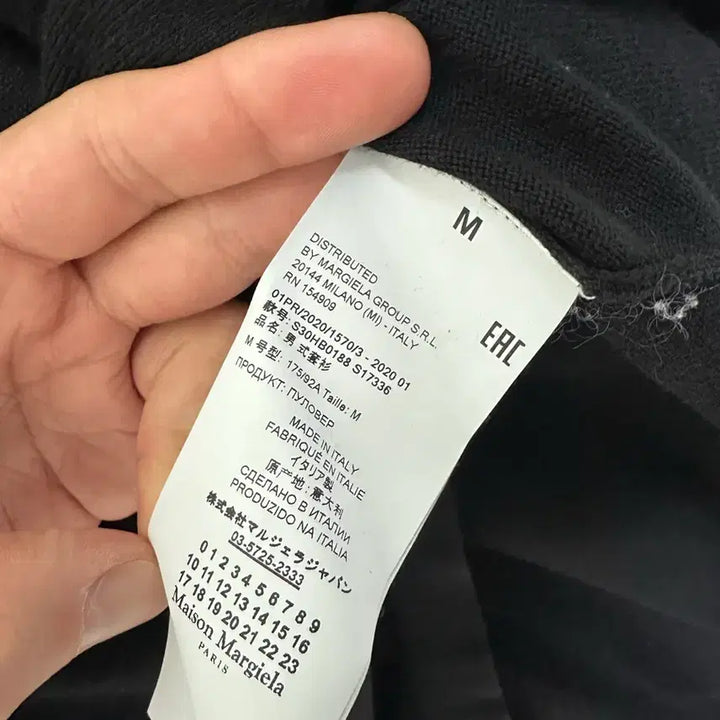 M
DISTRIBUTED
BY MARGIELA GROUP S.R.L.
20144 MILANO (MI) - ITALY
RN 154909
EAC
01PR/2020/1570/3 - 2020 01
款号: S30HB0188 S17336
品名: 男 式套衫
M 号型: 175/92A Taille: M
ПРОДУКТ: ПУЛОВЕР
MADE IN ITALY
FABRIQUÉ EN ITALIE
イタリア製
原产地: 意大利
СДЕЛАНО В ИТАЛИИ
PRODUZIDO NA ITALIA
株式会社マルジェラジャパン
03-5725-2333
0 1 2 3 4 5 6 7 8 9
10 11 12 13 14 15 16
17 18 19 20 21 22 23
Maison Margiela
PARIS